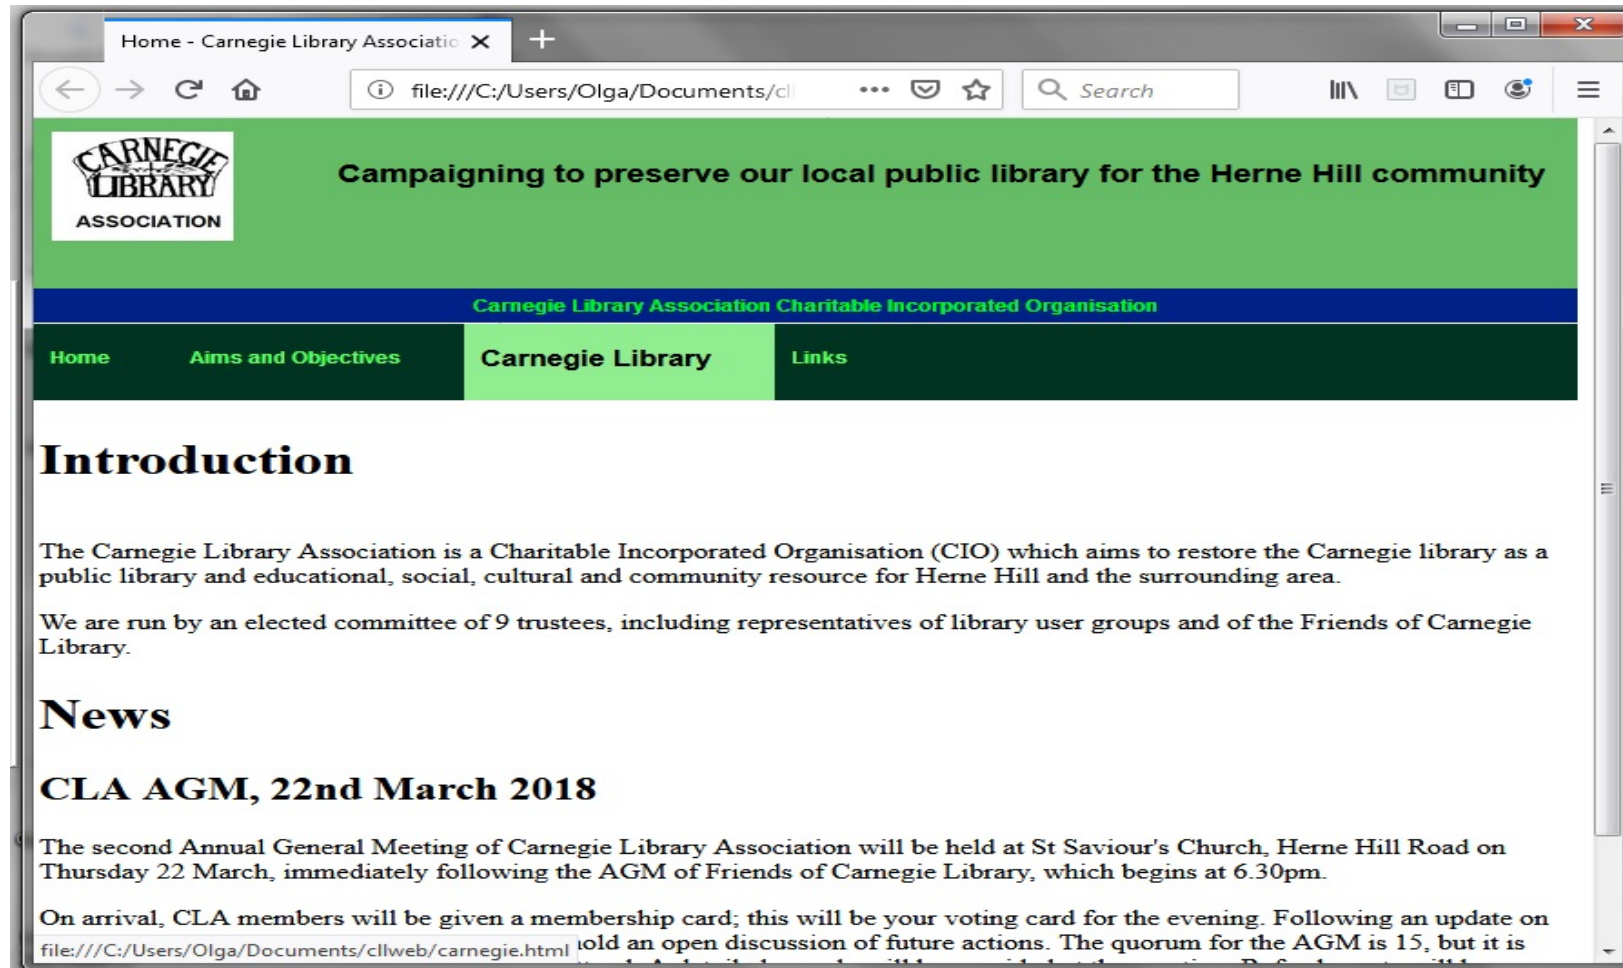 Home - Carnegie Library Associatio
file:///C:/Users/Olga/Documents/cll
Search
CARNEGIE
LIBRARY
ASSOCIATION
Campaigning to preserve our local public library for the Herne Hill community
Carnegie Library Association Charitable Incorporated Organisation
Home Aims and Objectives Carnegie Library Links
Introduction
The Carnegie Library Association is a Charitable Incorporated Organisation (CIO) which aims to restore the Carnegie library as a
public library and educational, social, cultural and community resource for Herne Hill and the surrounding area.
We are run by an elected committee of 9 trustees, including representatives of library user groups and of the Friends of Carnegie
Library.
News
CLA AGM, 22nd March 2018
The second Annual General Meeting of Carnegie Library Association will be held at St Saviour's Church, Herne Hill Road on
Thursday 22 March, immediately following the AGM of Friends of Carnegie Library, which begins at 6.30pm.
On arrival, CLA members will be given a membership card; this will be your voting card for the evening. Following an update on
file:///C:/Users/Olga/Documents/cllweb/carnegie.html old an open discussion of future actions. The quorum for the AGM is 15, but it is